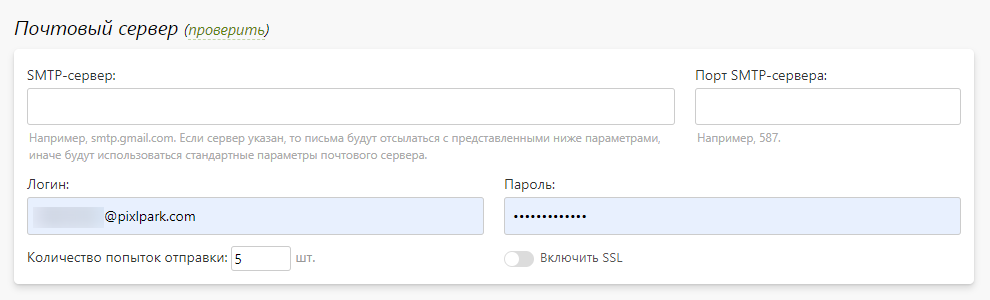 Почтовый сервер (проверить)
SMTP-сервер: Порт SMTP-сервера:
Например, smtp.gmail.com. Если сервер указан, то письма будут отсылаться с представленными ниже параметрами, Например, 587.
иначе будут использоваться стандартные параметры почтового сервера.
Логин: Пароль:
@pixlpark.com •••••••••••••
Количество попыток отправки: 5 шт. Включить SSL